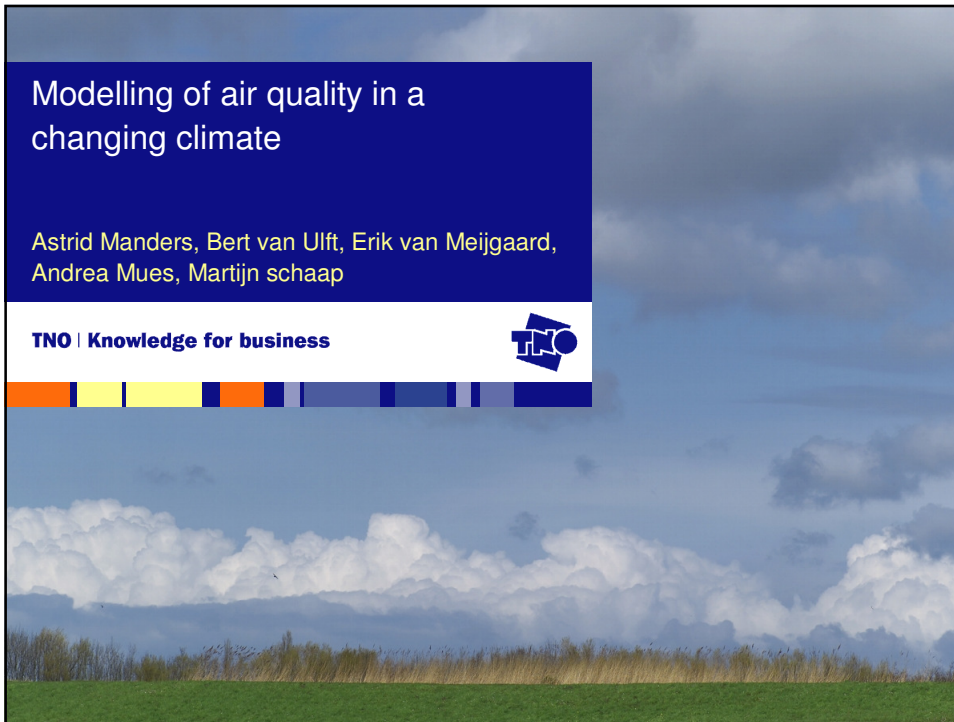 Modelling of air quality in a
changing climate
Astrid Manders, Bert van Ulft, Erik van Meijgaard,
Andrea Mues, Martijn schaap
TNO | Knowledge for business
TNO